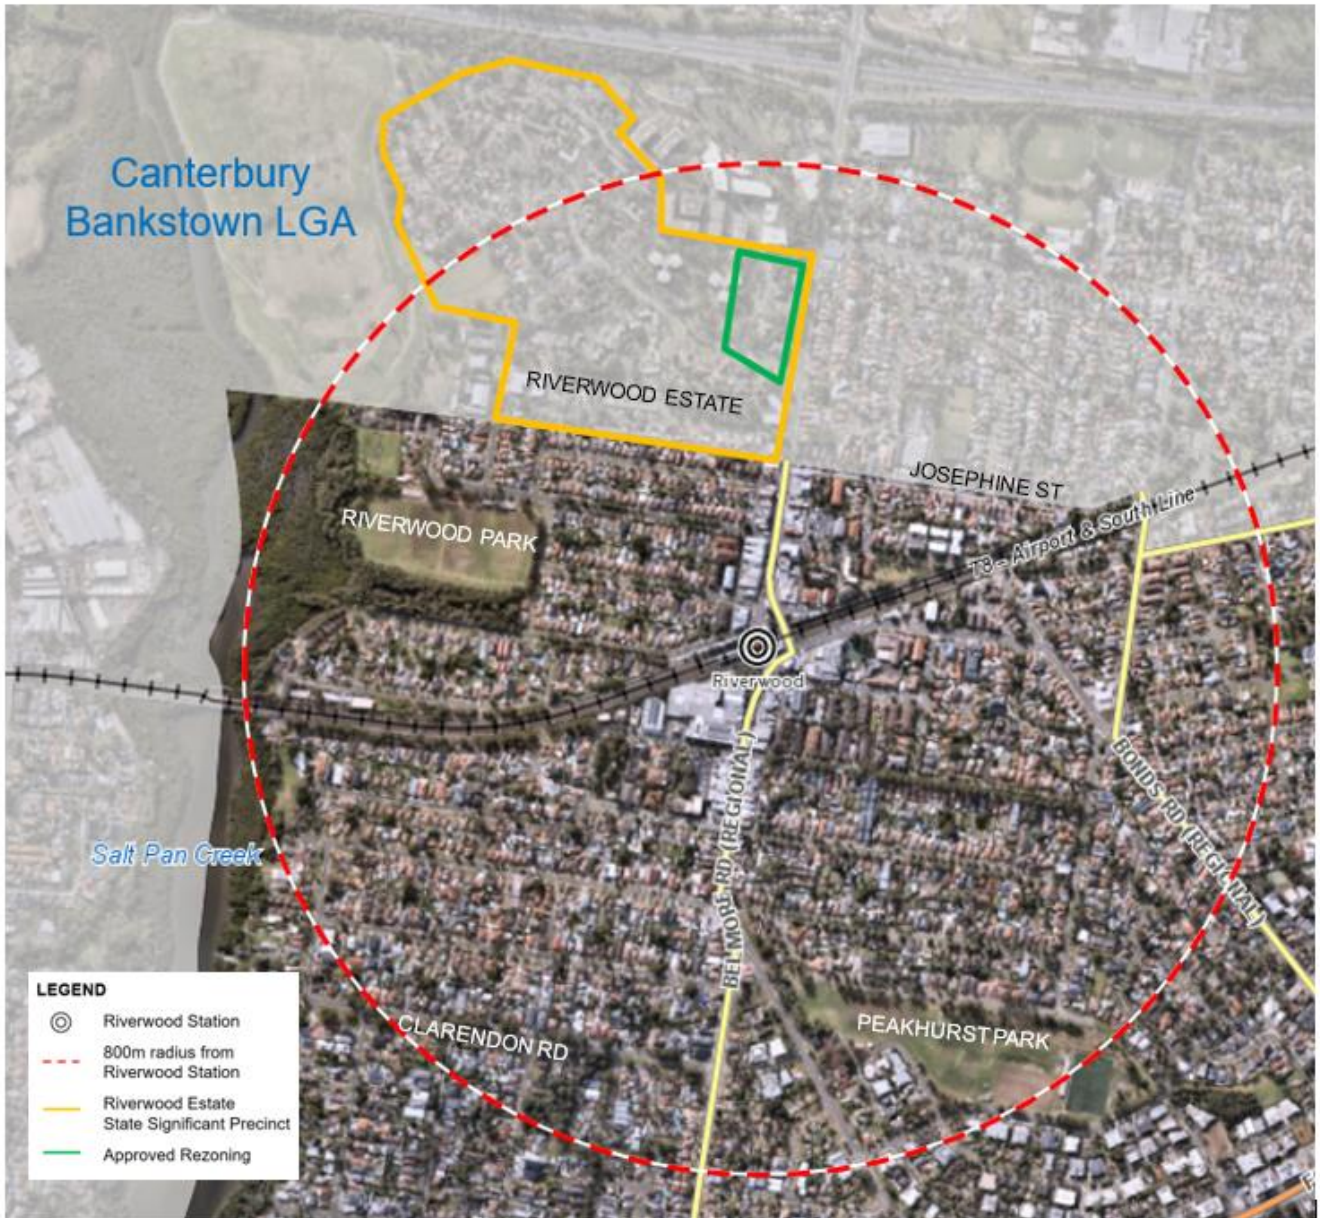 Canterbury
Bankstown LGA
RIVERWOOD ESTATE
JOSEPHINE ST
RIVERWOOD PARK
T8 - Airport & South Line
Riverwood
BONDS RD (REGIONAL)
BELMORE RD (REGIONAL)
Salt Pan Creek
CLARENDON RD
PEAKHURST PARK
LEGEND
Riverwood Station
800m radius from
Riverwood Station
Riverwood Estate
State Significant Precinct
Approved Rezoning